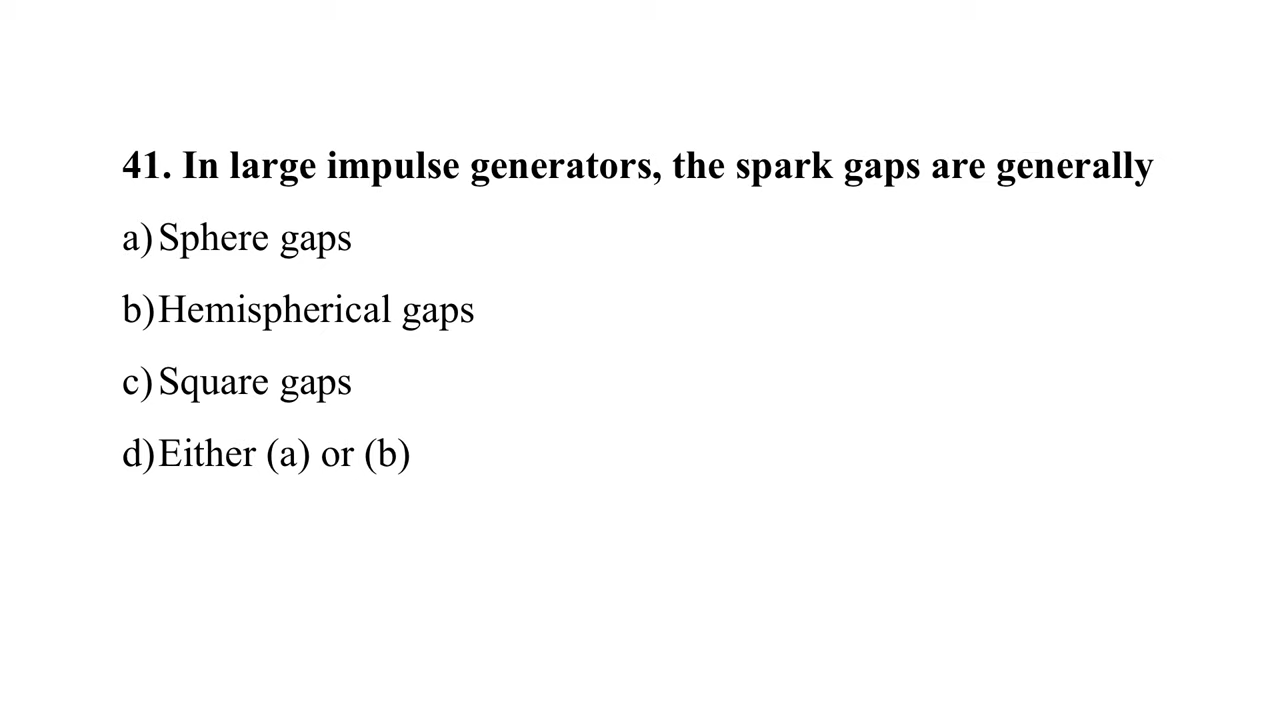 41. In large impulse generators, the spark gaps are generally
a) Sphere gaps
b) Hemispherical gaps
c) Square gaps
d) Either (a) or (b)